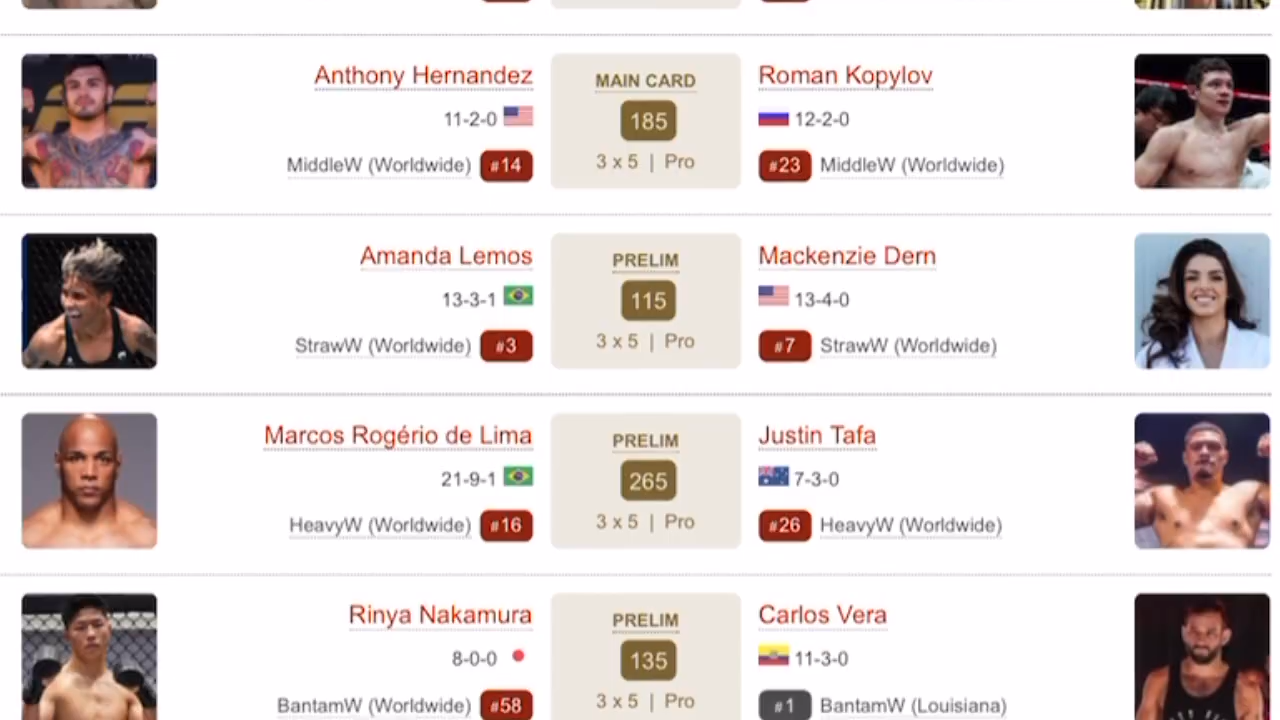 Anthony Hernandez MAIN CARD Roman Kopylov
11-2-0 185 12-2-0
MiddleW (Worldwide) #14 3 x 5 | Pro #23 MiddleW (Worldwide)
Amanda Lemos PRELIM Mackenzie Dern
13-3-1 115 13-4-0
StrawW (Worldwide) #3 3 x 5 | Pro #7 StrawW (Worldwide)
Marcos Rogério de Lima PRELIM Justin Tafa
21-9-1 265 7-3-0
HeavyW (Worldwide) #16 3 x 5 | Pro #26 HeavyW (Worldwide)
Rinya Nakamura PRELIM Carlos Vera
8-0-0 135 11-3-0
BantamW (Worldwide) #58 3 x 5 | Pro #1 BantamW (Louisiana)